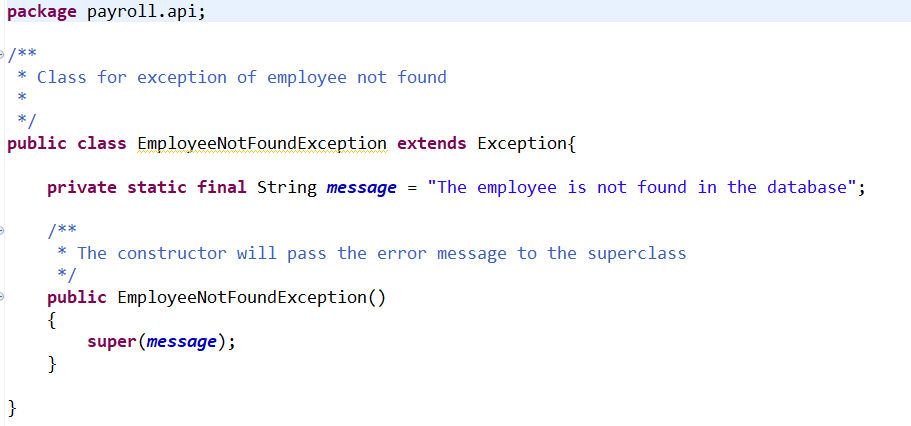 package payroll.api;
/**
 * Class for exception of employee not found
 *
 */
public class EmployeeNotFoundException extends Exception{
    private static final String message = "The employee is not found in the database";
    /**
     * The constructor will pass the error message to the superclass
     */
    public EmployeeNotFoundException()
    {
        super(message);
    }
}